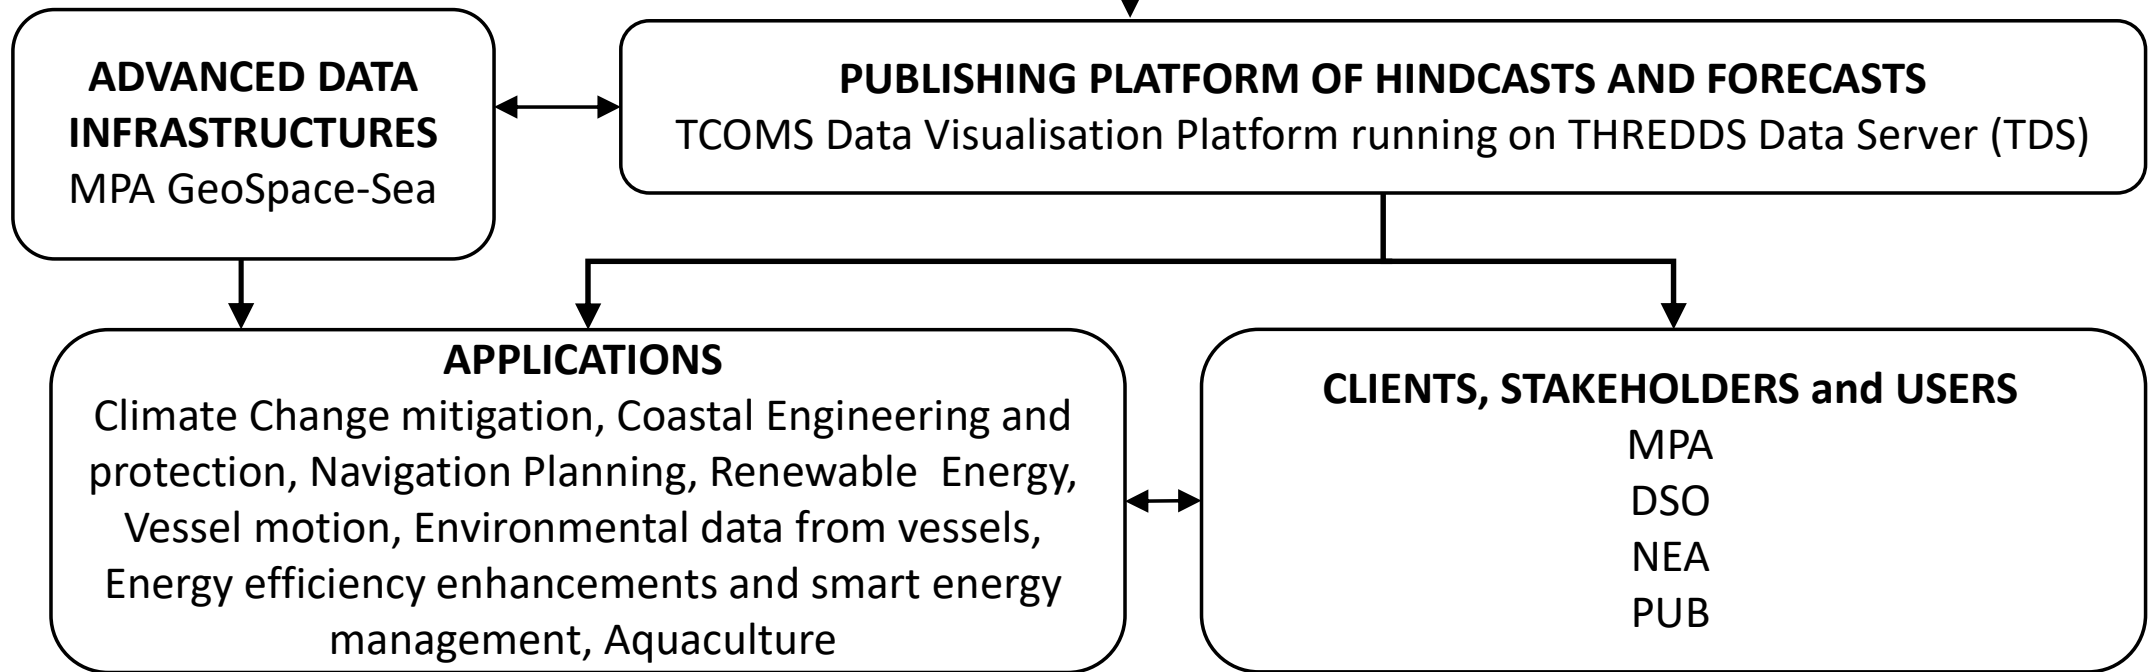 ADVANCED DATA
INFRASTRUCTURES
MPA GeoSpace-Sea
PUBLISHING PLATFORM OF HINDCASTS AND FORECASTS
TCOMS Data Visualisation Platform running on THREDDS Data Server (TDS)
APPLICATIONS
Climate Change mitigation, Coastal Engineering and
protection, Navigation Planning, Renewable  Energy,
Vessel motion, Environmental data from vessels,
Energy efficiency enhancements and smart energy
management, Aquaculture
CLIENTS, STAKEHOLDERS and USERS
MPA
DSO
NEA
PUB